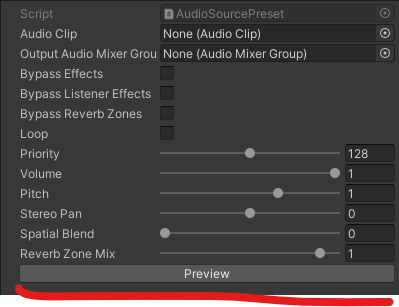 Script AudioSourcePreset
Audio Clip None (Audio Clip)
Output Audio Mixer Grou None (Audio Mixer Group)
Bypass Effects
Bypass Listener Effects
Bypass Reverb Zones
Loop
Priority 128
Volume 1
Pitch 1
Stereo Pan 0
Spatial Blend 0
Reverb Zone Mix 1
Preview